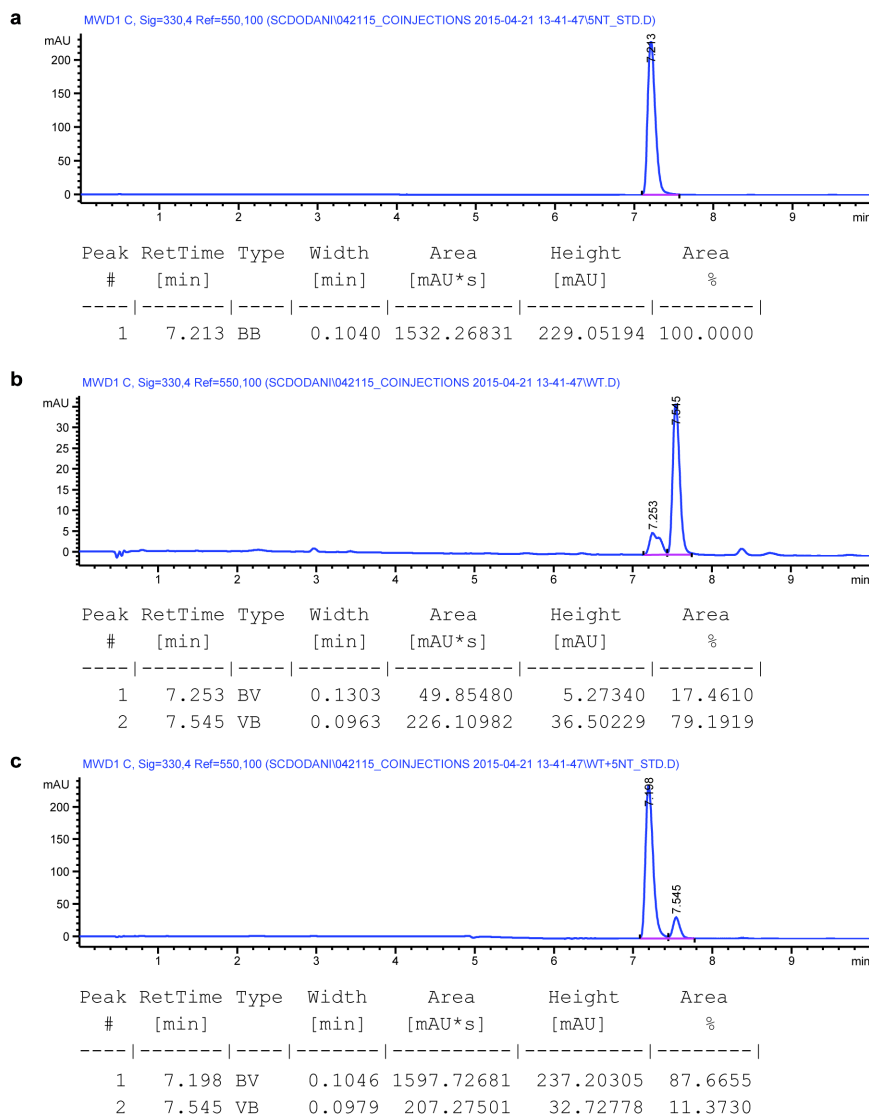 a
MWD1 C, Sig=330,4 Ref=550,100 (SCDODANI\042115_COINJECTIONS 2015-04-21 13-41-47\5NT_STD.D)
mAU
7.213
200
150
100
50
0
1 2 3 4 5 6 7 8 9 min
Peak RetTime Type Width Area Height Area
# [min] [min] [mAU*s] [mAU] %
----|-------|----|-------|----------|----------|--------|
1 7.213 BB 0.1040 1532.26831 229.05194 100.0000
b
MWD1 C, Sig=330,4 Ref=550,100 (SCDODANI\042115_COINJECTIONS 2015-04-21 13-41-47\WT.D)
mAU
7.545
30
25
20
15
10
7.253
5
0
1 2 3 4 5 6 7 8 9 min
Peak RetTime Type Width Area Height Area
# [min] [min] [mAU*s] [mAU] %
----|-------|----|-------|----------|----------|--------|
1 7.253 BV 0.1303 49.85480 5.27340 17.4610
2 7.545 VB 0.0963 226.10982 36.50229 79.1919
c
MWD1 C, Sig=330,4 Ref=550,100 (SCDODANI\042115_COINJECTIONS 2015-04-21 13-41-47\WT+5NT_STD.D)
mAU
7.198
200
150
100
7.545
50
0
1 2 3 4 5 6 7 8 9 min
Peak RetTime Type Width Area Height Area
# [min] [min] [mAU*s] [mAU] %
----|-------|----|-------|----------|----------|--------|
1 7.198 BV 0.1046 1597.72681 237.20305 87.6655
2 7.545 VB 0.0979 207.27501 32.72778 11.3730